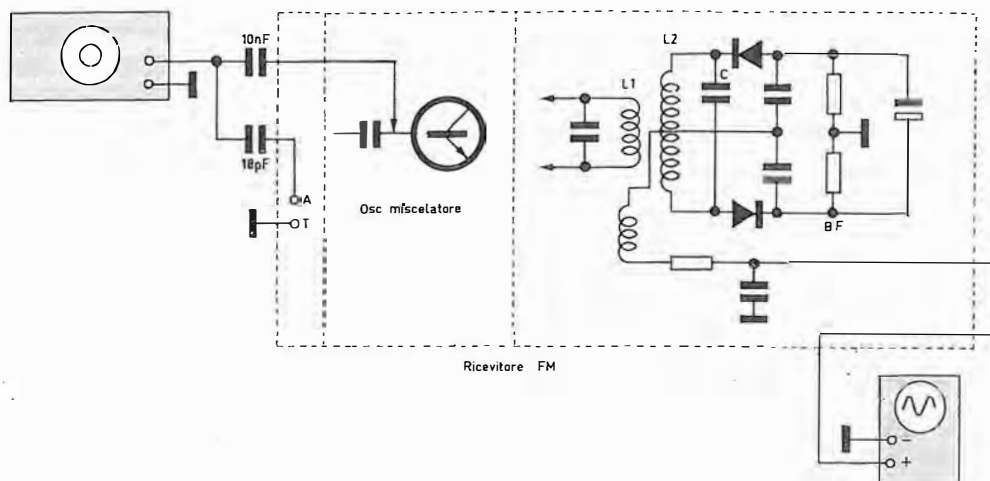 10nF
L2
C
L1
18pF
A
Osc miscelatore
T
BF
Ricevitore FM
-
+